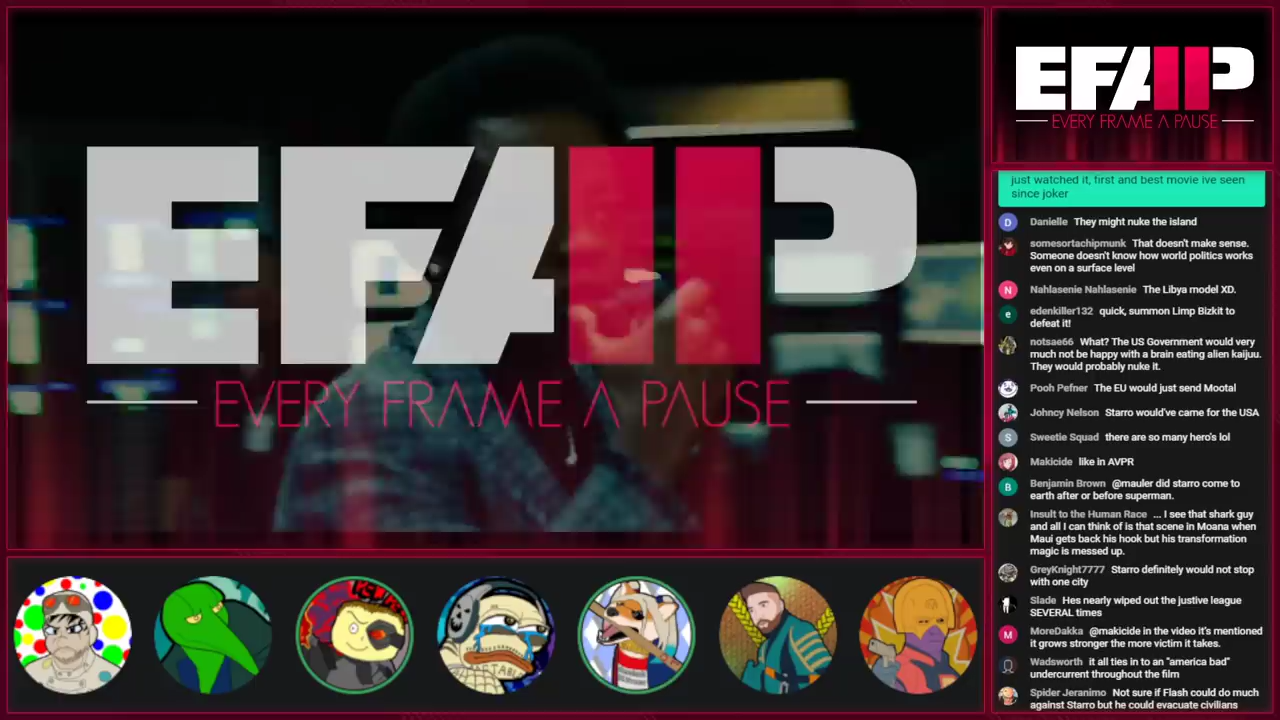 EFAP
EVERY FRAME A PAUSE
EFAP
EVERY FRAME A PAUSE
just watched it, first and best movie ive seen
since joker
D Danielle They might nuke the island
somesortachipmunk That doesn't make sense.
Someone doesn't know how world politics works
even on a surface level
N Nahlasenie Nahlasenie The Libya model XD.
e edenkiller132 quick, summon Limp Bizkit to
defeat it!
notsae66 What? The US Government would very
much not be happy with a brain eating alien kaijuu.
They would probably nuke it.
Pooh Pefner The EU would just send Mootal
Johncy Nelson Starro would've came for the USA
S Sweetie Squad there are so many hero's lol
Makicide like in AVPR
B Benjamin Brown @mauler did starro come to
earth after or before superman.
Insult to the Human Race ... I see that shark guy
and all I can think of is that scene in Moana when
Maui gets back his hook but his transformation
magic is messed up.
GreyKnight7777 Starro definitely would not stop
with one city
Slade Hes nearly wiped out the justive league
SEVERAL times
M MoreDakka @makicide in the video it's mentioned
it grows stronger the more victim it takes.
Wadsworth it all ties in to an "america bad"
undercurrent throughout the film
Spider Jeranimo Not sure if Flash could do much
against Starro but he could evacuate civilians